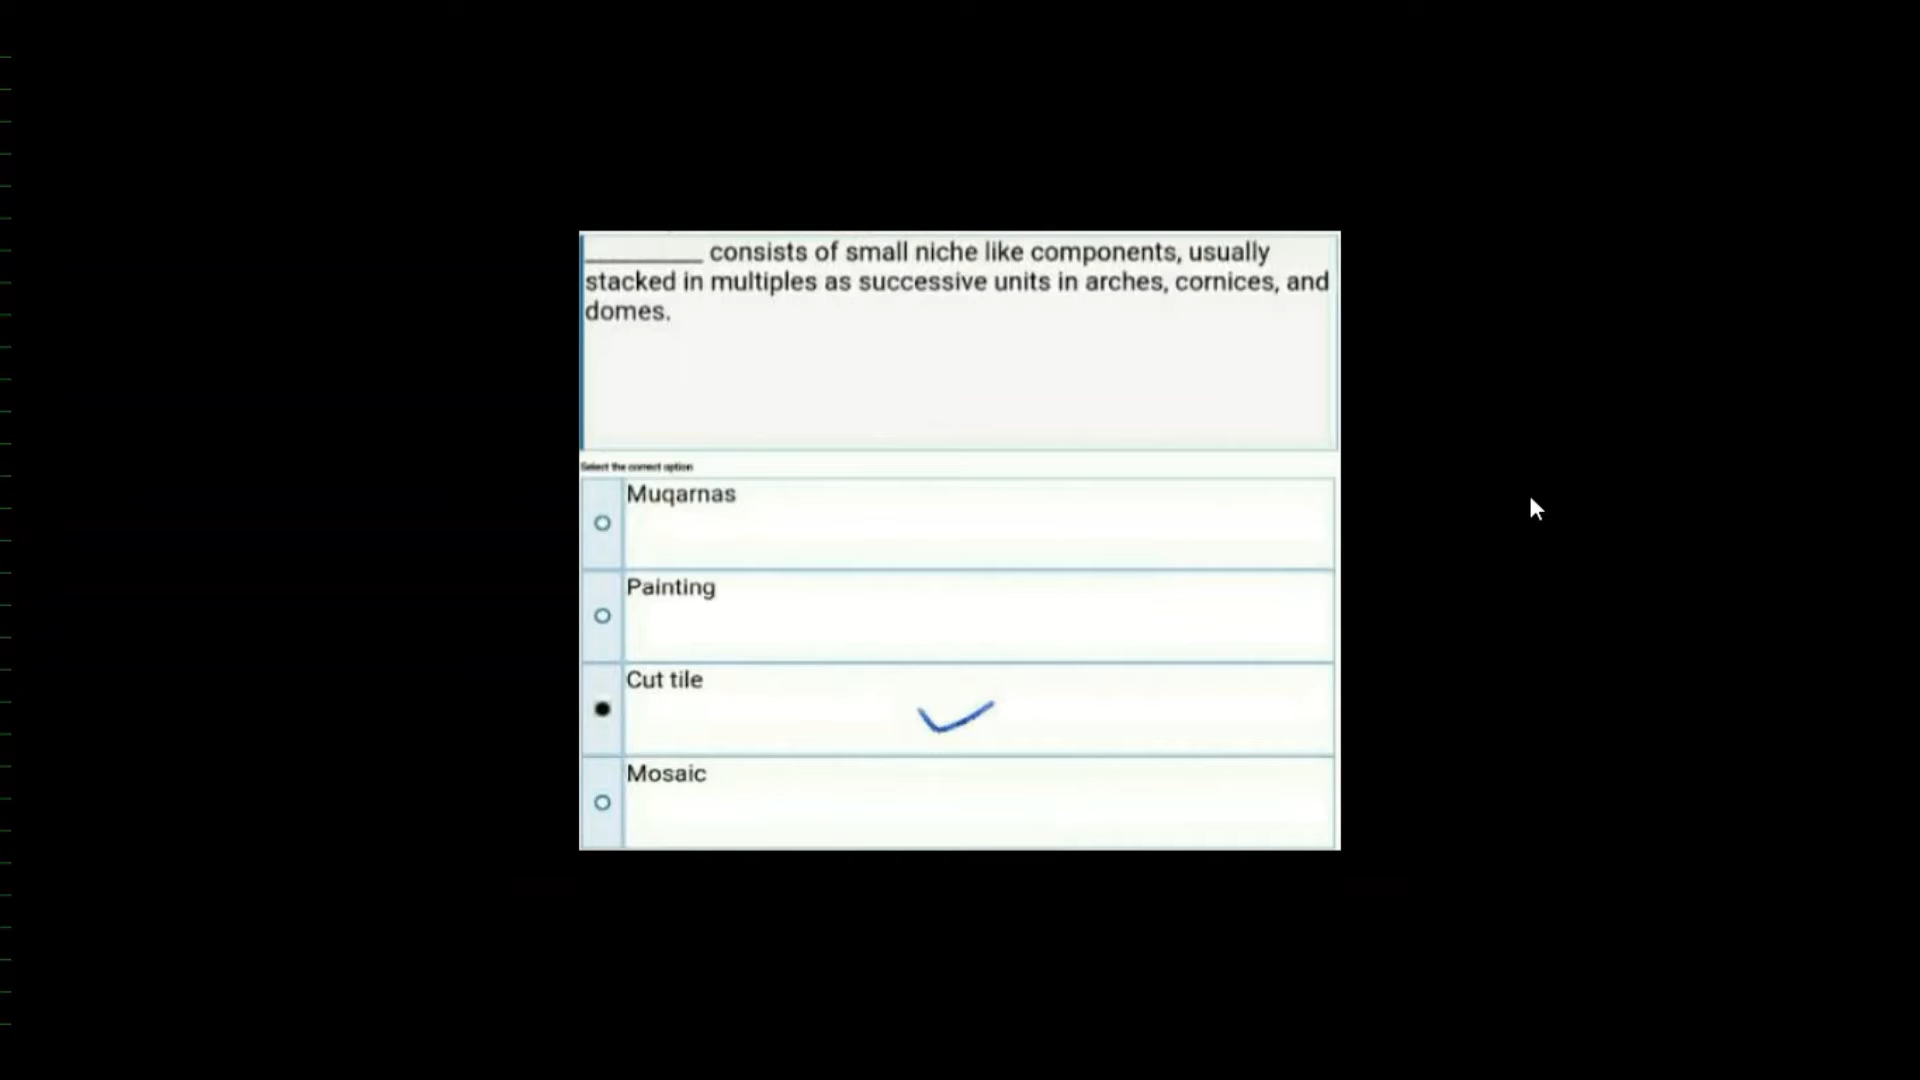 _________ consists of small niche like components, usually
stacked in multiples as successive units in arches, cornices, and
domes.
Select the correct option
Muqarnas
Painting
Cut tile
Mosaic